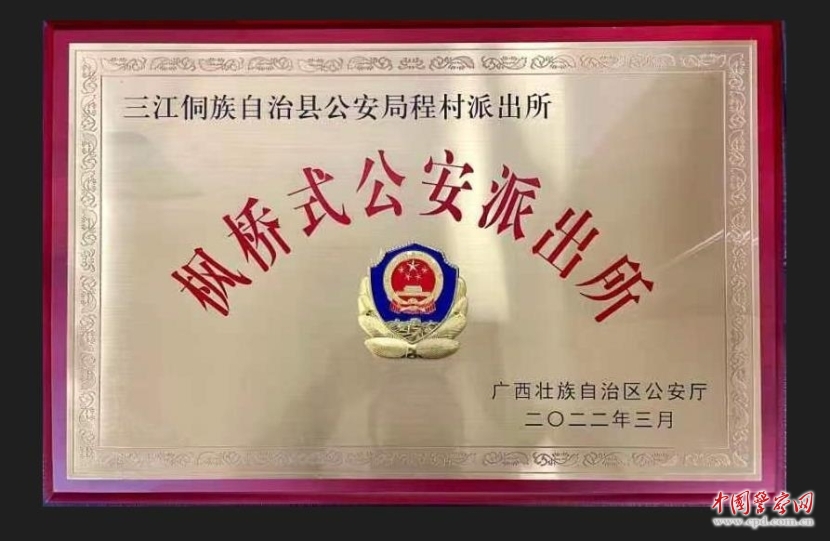 三江侗族自治县公安局程村派出所
枫桥式公安派出所
广西壮族自治区公安厅
二〇二二年三月
中国警察网
www.cpd.com.cn